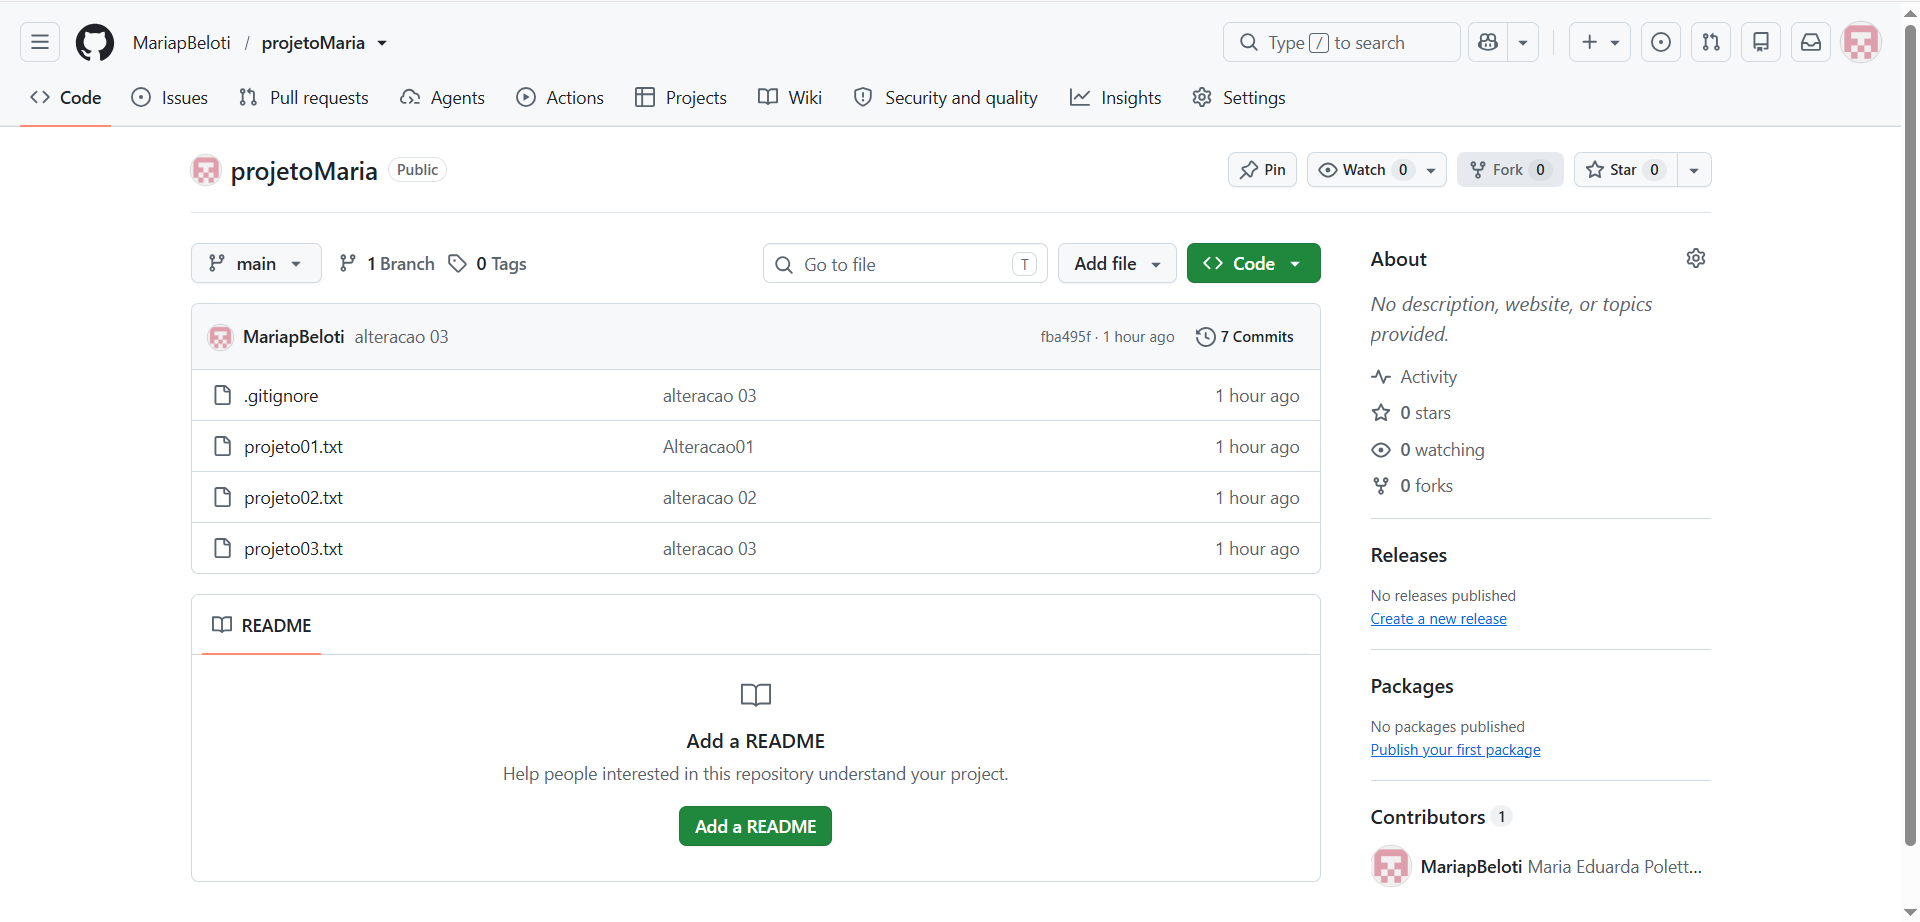 MariapBeloti / projetoMaria
Type / to search
Code Issues Pull requests Agents Actions Projects Wiki Security and quality Insights Settings
projetoMaria Public
Pin Watch 0 Fork 0 Star 0
main 1 Branch 0 Tags Go to file T Add file Code
MariapBeloti alteracao 03 fba495f · 1 hour ago 7 Commits
.gitignore alteracao 03 1 hour ago
projeto01.txt Alteracao01 1 hour ago
projeto02.txt alteracao 02 1 hour ago
projeto03.txt alteracao 03 1 hour ago
README
Add a README
Help people interested in this repository understand your project.
Add a README
About
No description, website, or topics
provided.
Activity
0 stars
0 watching
0 forks
Releases
No releases published
Create a new release
Packages
No packages published
Publish your first package
Contributors 1
MariapBeloti Maria Eduarda Polett...